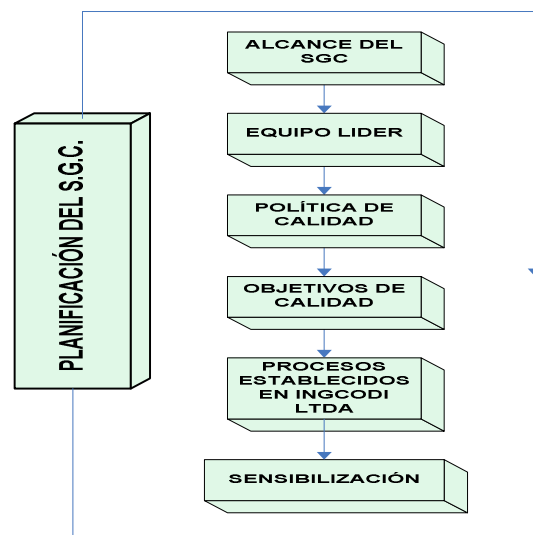 PLANIFICACIÓN DEL S.G.C.
ALCANCE DEL
SGC
EQUIPO LIDER
POLÍTICA DE
CALIDAD
OBJETIVOS DE
CALIDAD
PROCESOS
ESTABLECIDOS
EN INGCODI
LTDA
SENSIBILIZACIÓN